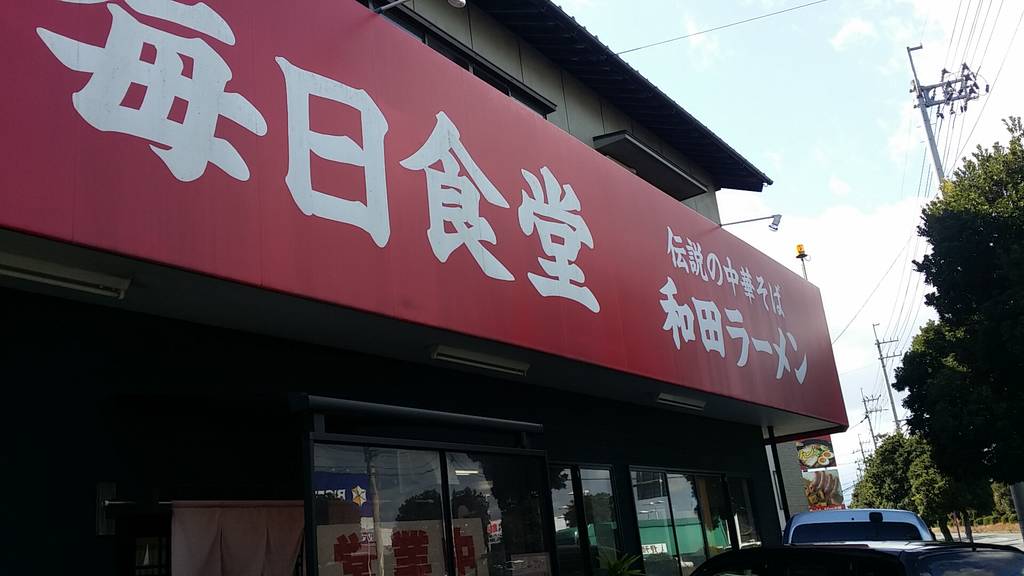 毎日食堂
伝説の中華そば
和田ラーメン
営業中